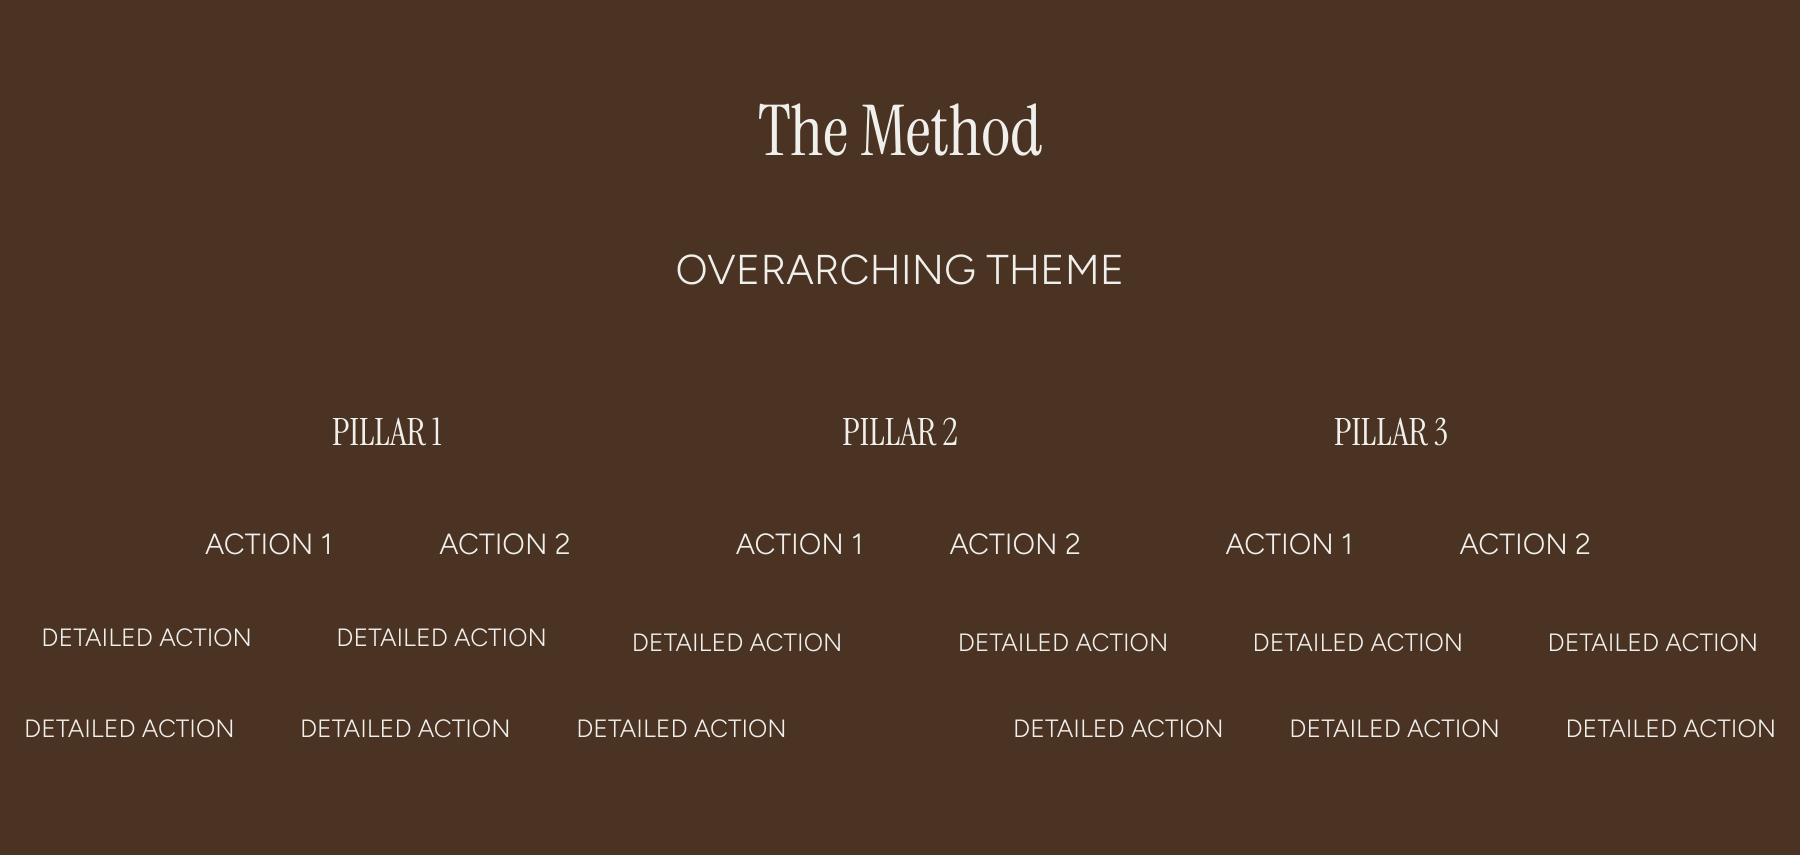 The Method
OVERARCHING THEME
PILLAR 1 PILLAR 2 PILLAR 3
ACTION 1 ACTION 2 ACTION 1 ACTION 2 ACTION 1 ACTION 2
DETAILED ACTION DETAILED ACTION DETAILED ACTION DETAILED ACTION DETAILED ACTION DETAILED ACTION
DETAILED ACTION DETAILED ACTION DETAILED ACTION DETAILED ACTION DETAILED ACTION DETAILED ACTION